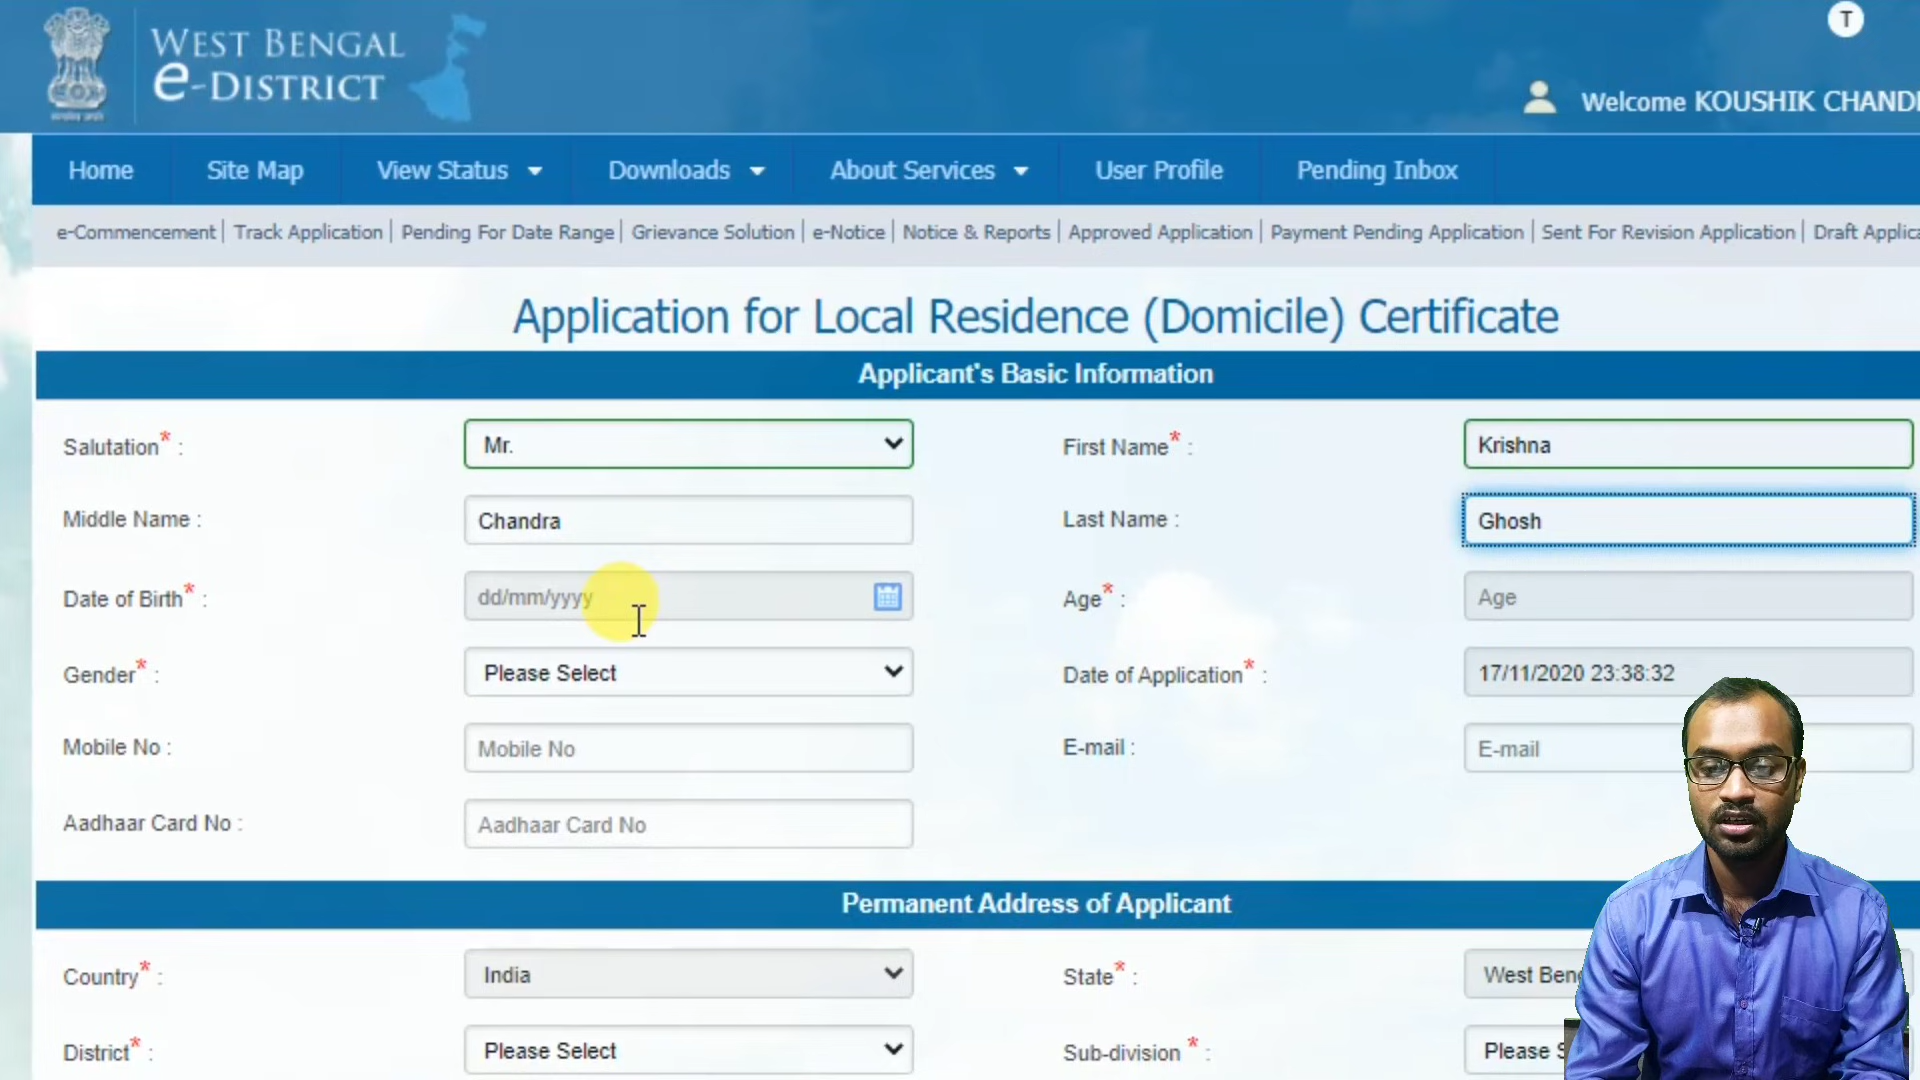 T
WEST BENGAL
e-DISTRICT
Welcome KOUSHIK
Home Site Map View Status Downloads About Services User Profile Pending Inbox
e-Commencement | Track Application | Pending For Date Range | Grievance Solution | e-Notice | Notice & Reports | Approved Application | Payment Pending Application | Sent For Revision Application | Draft
Application for Local Residence (Domicile) Certificate
Applicant's Basic Information
Salutation* : Mr. First Name* : Krishna
Middle Name : Chandra Last Name : Ghosh
Date of Birth* : dd/mm/yyyy Age* : Age
Gender* : Please Select Date of Application* : 17/11/2020 23:38:32
Mobile No : Mobile No E-mail : E-mail
Aadhaar Card No : Aadhaar Card No
Permanent Address of Applicant
Country* : India State* : West
District* : Please Select Sub-division* : Please